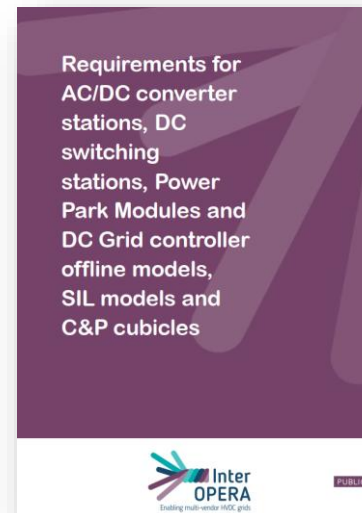 Requirements for
AC/DC converter
stations, DC
switching
stations, Power
Park Modules and
DC Grid controller
offline models,
SIL models and
C&P cubicles
Inter
OPERA
Enabling multi-vendor HVDC grids
PUBLIC